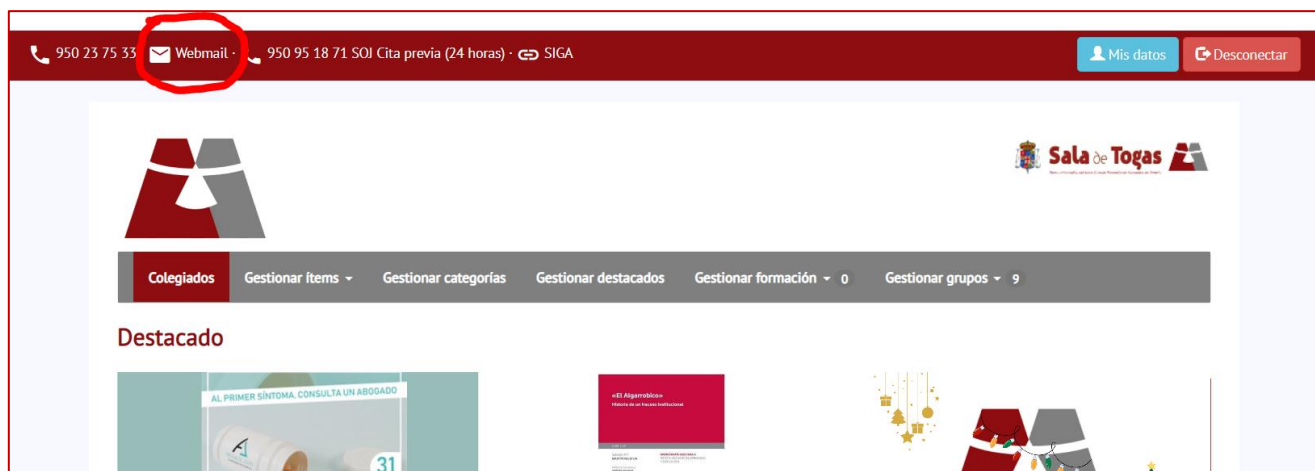 950 23 75 33 Webmail · 950 95 18 71 SOJ Cita previa (24 horas) · SIGA
Mis datos
Desconectar
Sala de Togas
Colegiados
Gestionar ítems
Gestionar categorías
Gestionar destacados
Gestionar formación 0
Gestionar grupos 9
Destacado
AL PRIMER SÍNTOMA, CONSULTA UN ABOGADO
31
«El Algarrobico»
Historia de un fracaso institucional